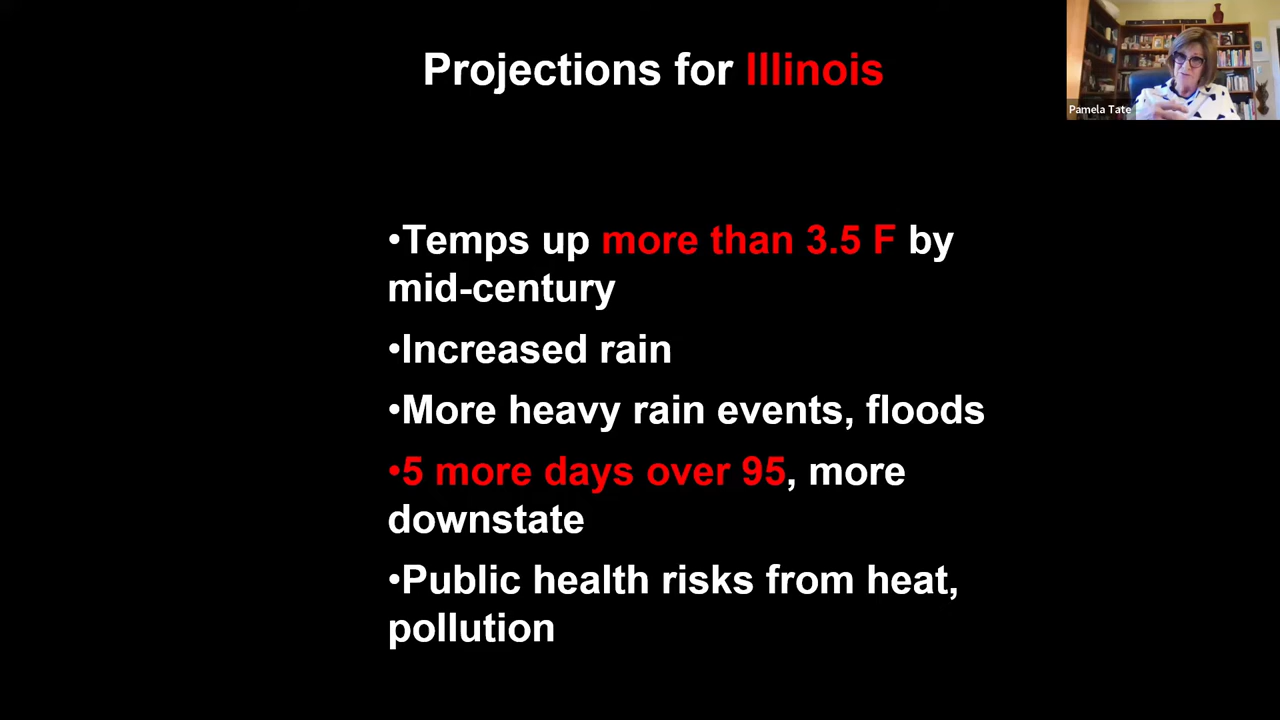 Projections for Illinois
Pamela Tate
•Temps up more than 3.5 F by
mid-century
•Increased rain
•More heavy rain events, floods
•5 more days over 95, more
downstate
•Public health risks from heat,
pollution